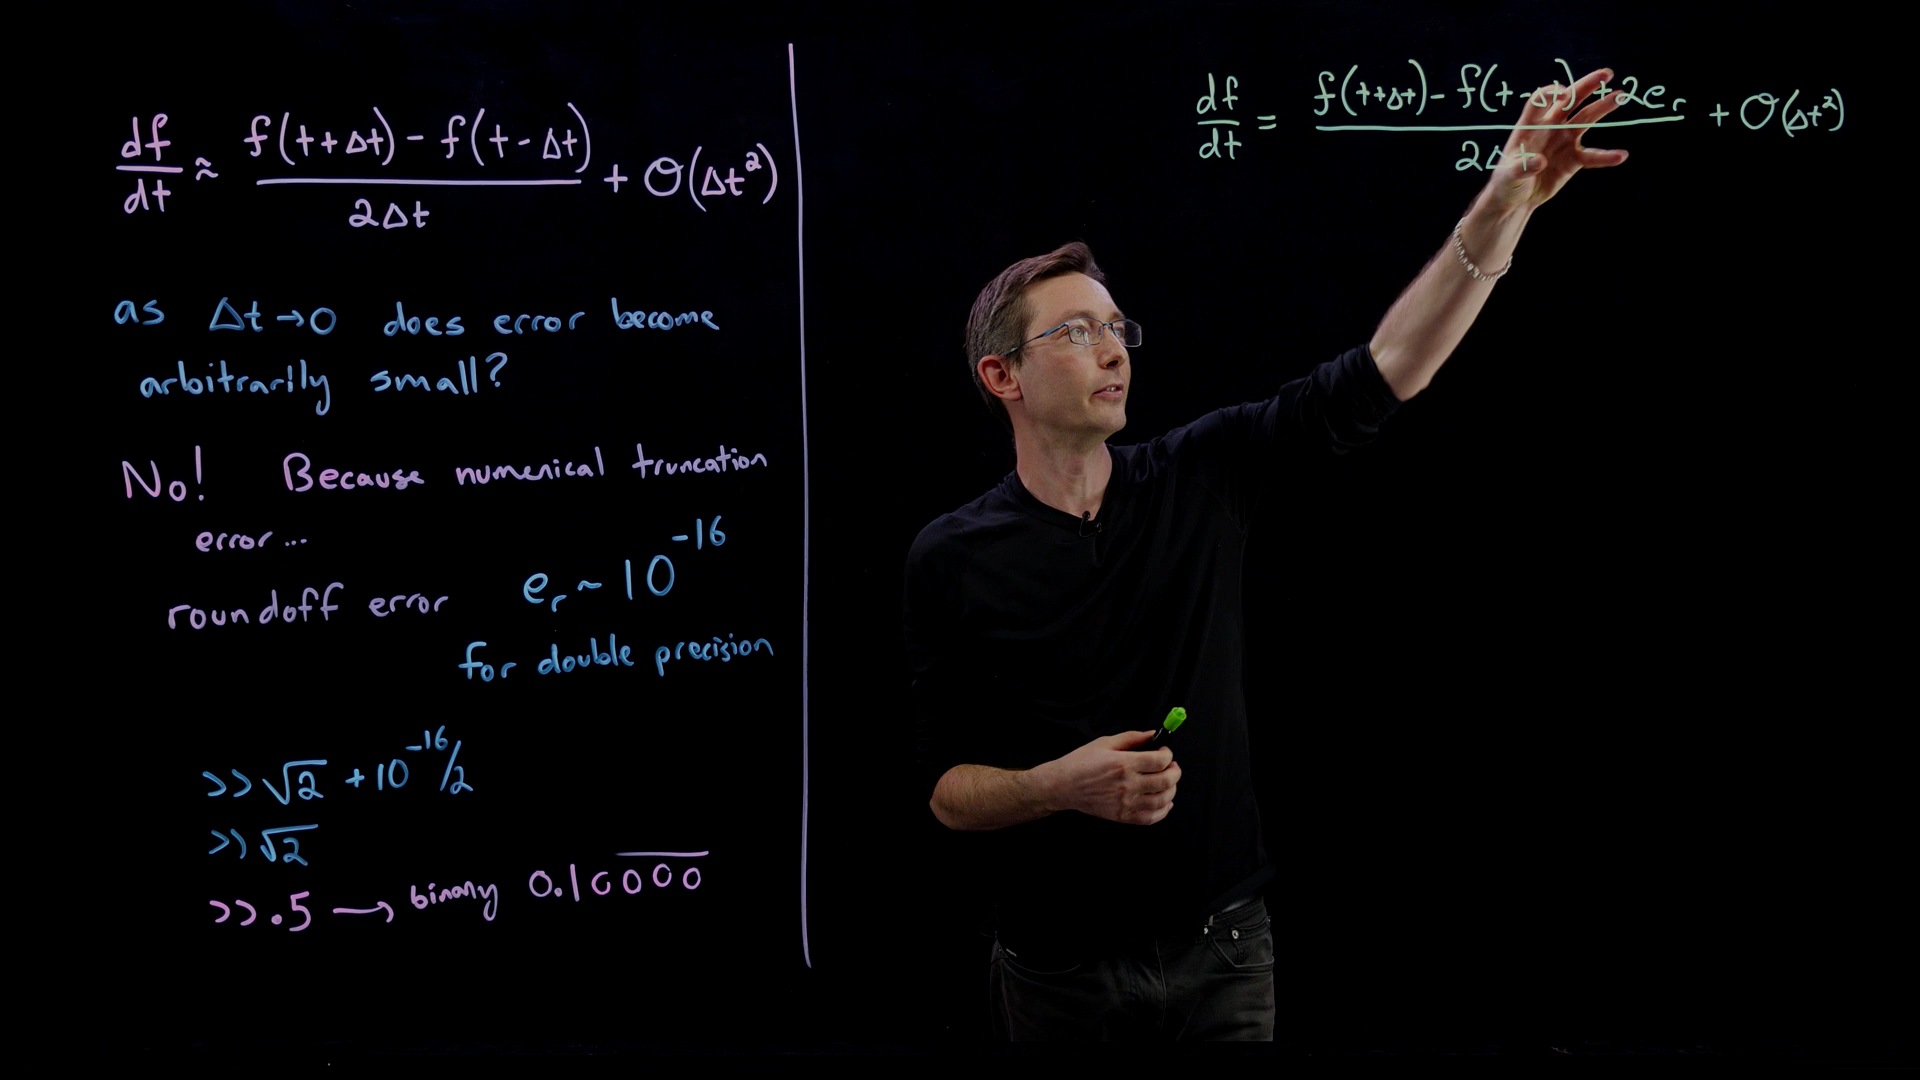 df/dt ≈ (f(t+Δt) - f(t-Δt))/(2Δt) + O(Δt²)
as Δt→0 does error become
arbitrarily small?
No! Because numerical truncation
error...
roundoff error e_r ~ 10^-16
for double precision
>> √2 + 10^-16/2
>> √2
>> .5 → binary 0.10000
df/dt = (f(t+Δt) - f(t-Δt) + 2e_r)/(2Δt) + O(Δt²)